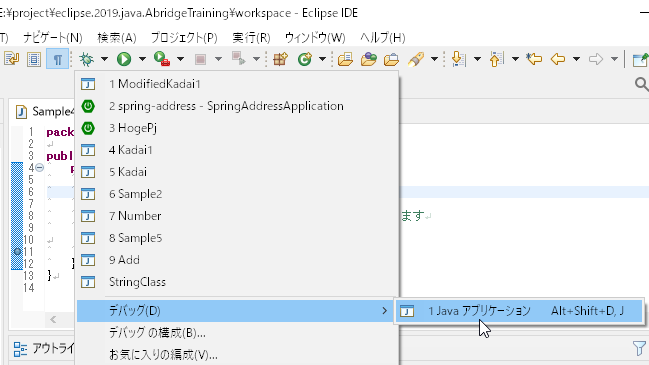 E:¥project¥eclipse.2019.java.AbridgeTraining¥workspace - Eclipse IDE
T) ナビゲート(N) 検索(A) プロジェクト(P) 実行(R) ウィンドウ(W) ヘルプ(H)
1 ModifiedKadai1
2 spring-address - SpringAddressApplication
3 HogePj
4 Kadai1
5 Kadai
6 Sample2
7 Number
8 Sample5
9 Add
StringClass
デバッグ(D)
1 Java アプリケーション Alt+Shift+D, J
デバッグの構成(B)...
お気に入りの編成(V)...
Sample
1 pack
2
3 publ
4
5
6
7
8 ます
9
10
11
12 }
13 }
14
アウトライ